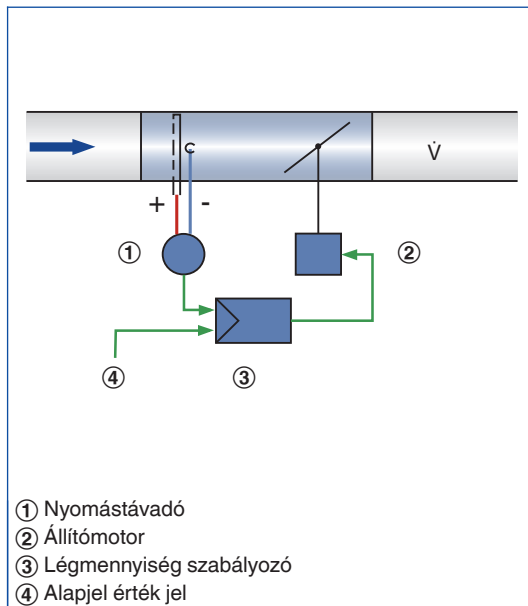 V̇
+ -
①
②
④
③
① Nyomástávadó
② Állítómotor
③ Légmennyiség szabályozó
④ Alapjel érték jel